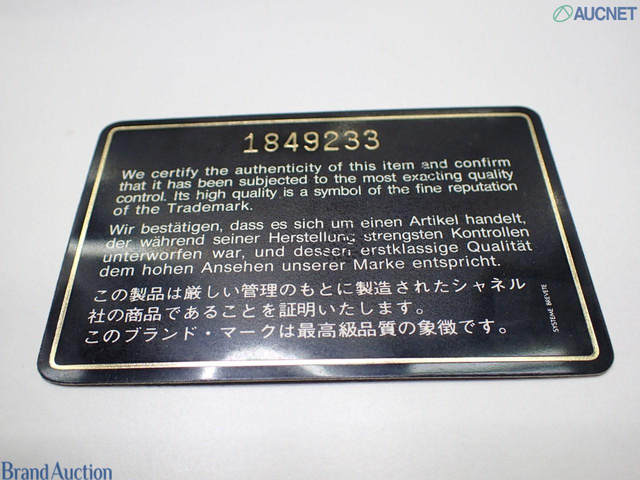 AUCNET
1849233
We certify the authenticity of this item and confirm
that it has been subjected to the most exacting quality
control. Its high quality is a symbol of the fine reputation
of the Trademark.
Wir bestätigen, dass es sich um einen Artikel handelt,
der während seiner Herstellung strengsten Kontrollen
unterworfen war, und dessen erstklassige Qualität
dem hohen Ansehen unserer Marke entspricht.
この製品は厳しい管理のもとに製造されたシャネル
社の商品であることを証明いたします。
このブランド・マークは最高級品質の象徴です。
SYSTEME BREVETE
Brand Auction